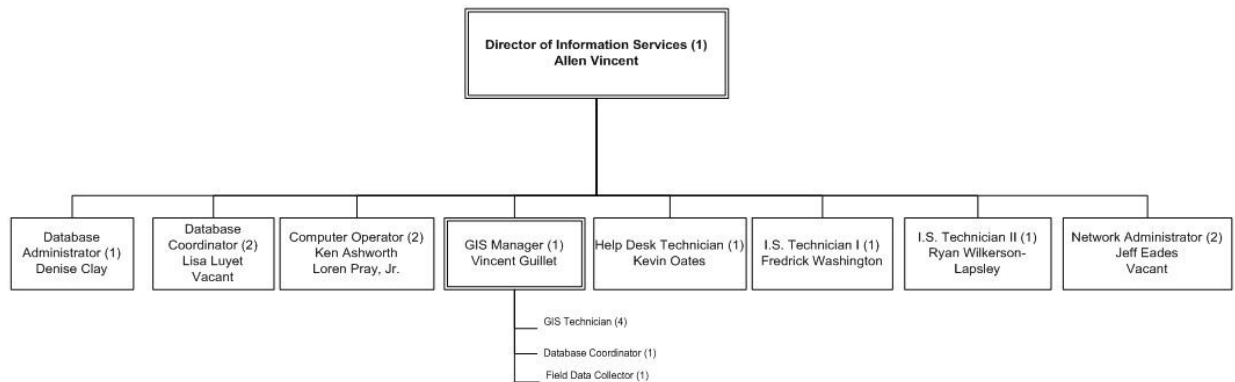 Director of Information Services (1)
Allen Vincent
Database
Administrator (1)
Denise Clay
Database
Coordinator (2)
Lisa Luyet
Vacant
Computer Operator (2)
Ken Ashworth
Loren Pray, Jr.
GIS Manager (1)
Vincent Guillet
Help Desk Technician (1)
Kevin Oates
I.S. Technician I (1)
Fredrick Washington
I.S. Technician II (1)
Ryan Wilkerson-
Lapsley
Network Administrator (2)
Jeff Eades
Vacant
GIS Technician (4)
Database Coordinator (1)
Field Data Collector (1)